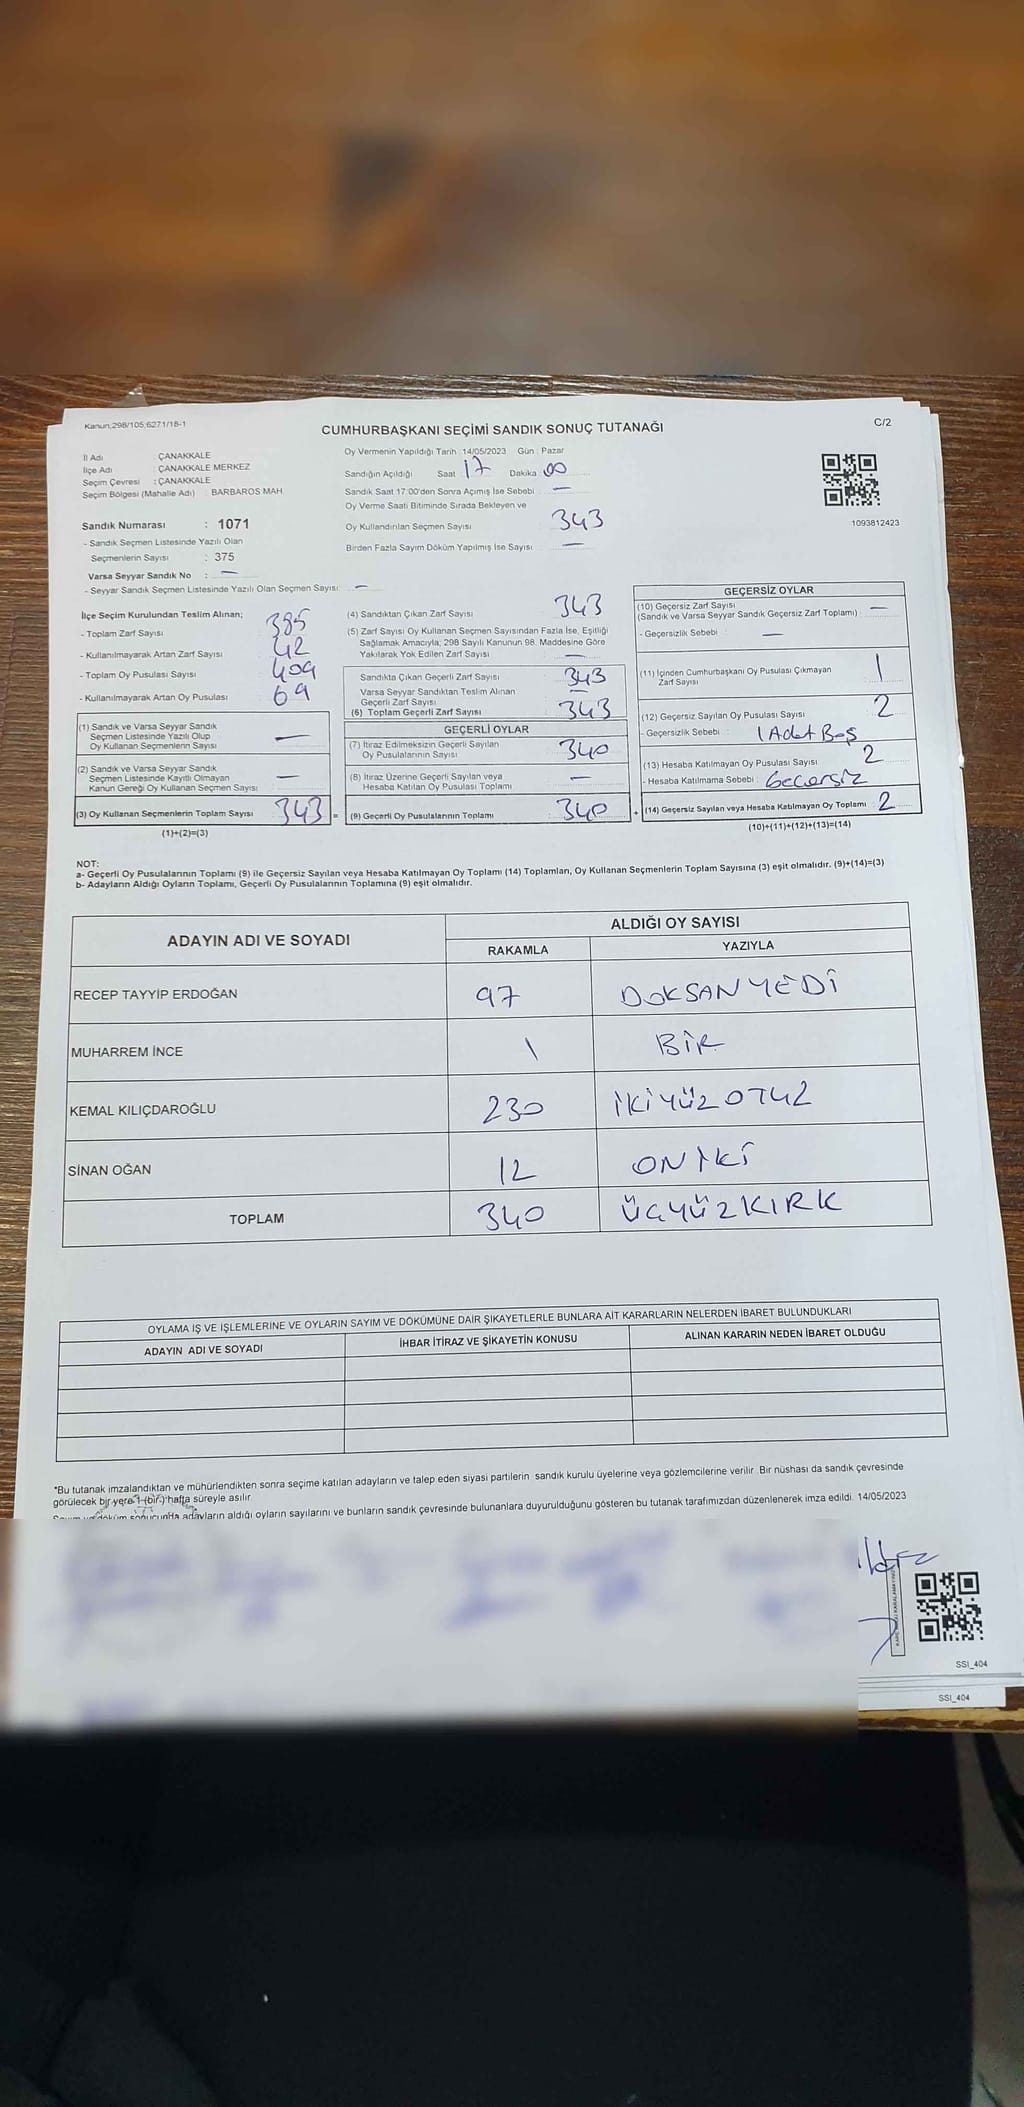 Kanun;298/105;6271/18-1
CUMHURBAŞKANI SEÇİMİ SANDIK SONUÇ TUTANAĞI
C/2
İl Adı ÇANAKKALE
İlçe Adı : ÇANAKKALE MERKEZ
Seçim Çevresi : ÇANAKKALE
Seçim Bölgesi (Mahalle Adı) : BARBAROS MAH.
Sandık Numarası : 1071
- Sandık Seçmen Listesinde Yazılı Olan
Seçmenlerin Sayısı : 375
Varsa Seyyar Sandık No : —
- Seyyar Sandık Seçmen Listesinde Yazılı Olan Seçmen Sayısı: —
Oy Vermenin Yapıldığı Tarih : 14/05/2023 Gün : Pazar
Sandığın Açıldığı Saat 17 Dakika 00
Sandık Saat 17:00'den Sonra Açımış İse Sebebi : —
Oy Verme Saati Bitiminde Sırada Bekleyen ve
Oy Kullandırılan Seçmen Sayısı 343
Birden Fazla Sayım Döküm Yapılmış İse Sayısı —
1093812423
İlçe Seçim Kurulundan Teslim Alınan;
- Toplam Zarf Sayısı 385
- Kullanılmayarak Artan Zarf Sayısı : 42
- Toplam Oy Pusulası Sayısı : 409
- Kullanılmayarak Artan Oy Pusulası : 69
(1) Sandık ve Varsa Seyyar Sandık
Seçmen Listesinde Yazılı Olup
Oy Kullanan Seçmenlerin Sayısı —
(2) Sandık ve Varsa Seyyar Sandık
Seçmen Listesinde Kayıtlı Olmayan
Kanun Gereği Oy Kullanan Seçmen Sayısı —
(3) Oy Kullanan Seçmenlerin Toplam Sayısı 343
(1)+(2)=(3)
(4) Sandıktan Çıkan Zarf Sayısı 343
(5) Zarf Sayısı Oy Kullanan Seçmen Sayısından Fazla İse, Eşitliği
Sağlamak Amacıyla; 298 Sayılı Kanunun 98. Maddesine Göre
Yakılarak Yok Edilen Zarf Sayısı —
Sandıkta Çıkan Geçerli Zarf Sayısı 343
Varsa Seyyar Sandıktan Teslim Alınan
Geçerli Zarf Sayısı —
(6) Toplam Geçerli Zarf Sayısı 343
GEÇERLİ OYLAR
(7) İtiraz Edilmeksizin Geçerli Sayılan
Oy Pusulalarının Sayısı 340
(8) İtiraz Üzerine Geçerli Sayılan veya
Hesaba Katılan Oy Pusulası Toplamı —
=
(9) Geçerli Oy Pusulalarının Toplamı 340
+
GEÇERSİZ OYLAR
(10) Geçersiz Zarf Sayısı
(Sandık ve Varsa Seyyar Sandık Geçersiz Zarf Toplamı) : —
- Geçersizlik Sebebi : —
(11) İçinden Cumhurbaşkanı Oy Pusulası Çıkmayan
Zarf Sayısı 1
(12) Geçersiz Sayılan Oy Pusulası Sayısı 2
- Geçersizlik Sebebi : 1 Adet Boş
(13) Hesaba Katılmayan Oy Pusulası Sayısı 2
- Hesaba Katılmama Sebebi : Geçersiz
(14) Geçersiz Sayılan veya Hesaba Katılmayan Oy Toplamı : 2
(10)+(11)+(12)+(13)=(14)
NOT:
a- Geçerli Oy Pusulalarının Toplamı (9) ile Geçersiz Sayılan veya Hesaba Katılmayan Oy Toplamı (14) Toplamları, Oy Kullanan Seçmenlerin Toplam Sayısına (3) eşit olmalıdır. (9)+(14)=(3)
b- Adayların Aldığı Oyların Toplamı, Geçerli Oy Pusulalarının Toplamına (9) eşit olmalıdır.
ADAYIN ADI VE SOYADI
ALDIĞI OY SAYISI
RAKAMLA YAZIYLA
RECEP TAYYİP ERDOĞAN 97 DOKSANYEDİ
MUHARREM İNCE 1 BİR
KEMAL KILIÇDAROĞLU 230 İKİYÜZOTUZ
SİNAN OĞAN 12 ONİKİ
TOPLAM 340 ÜÇYÜZKIRK
OYLAMA İŞ VE İŞLEMLERİNE VE OYLARIN SAYIM VE DÖKÜMÜNE DAİR ŞİKAYETLERLE BUNLARA AİT KARARLARIN NELERDEN İBARET BULUNDUKLARI
ADAYIN ADI VE SOYADI İHBAR İTİRAZ VE ŞİKAYETİN KONUSU ALINAN KARARIN NEDEN İBARET OLDUĞU
*Bu tutanak imzalandıktan ve mühürlendikten sonra seçime katılan adayların ve talep eden siyasi partilerin sandık kurulu üyelerine veya gözlemcilerine verilir. Bir nüshası da sandık çevresinde
görülecek bir yere 1 (bir) hafta süreyle asılır.
Sayım ve döküm sonucunda adayların aldığı oyların sayılarını ve bunların sandık çevresinde bulunanlara duyurulduğunu gösteren bu tutanak tarafımızdan düzenlenerek imza edildi. 14/05/2023
SSI_404
SSI_404